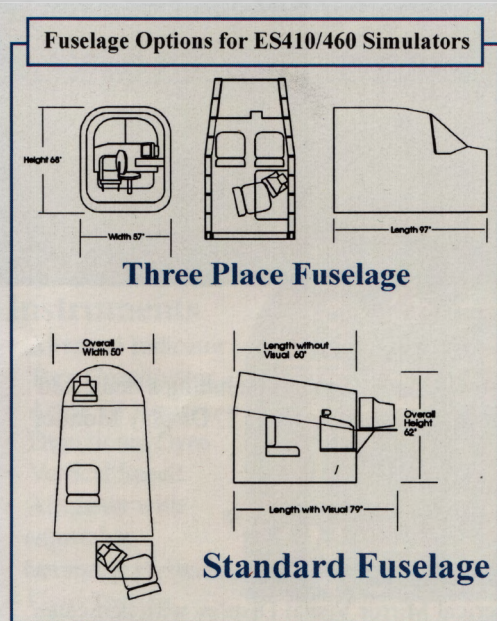 Fuselage Options for ES410/460 Simulators
Height 68"
Width 57"
Length 97"
Three Place Fuselage
Overall
Width 50"
Length without
Visual 60"
Overall
Height
62"
Length with Visual 79"
Standard Fuselage